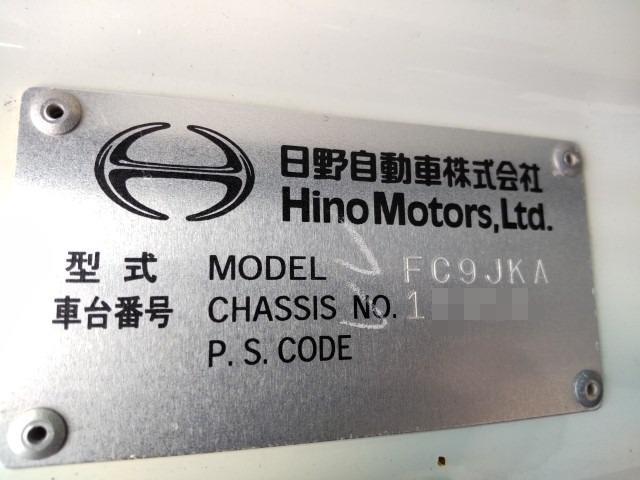 日野自動車株式会社
Hino Motors, Ltd.
型式 MODEL FC9JKA
車台番号 CHASSIS NO. 1
P. S. CODE